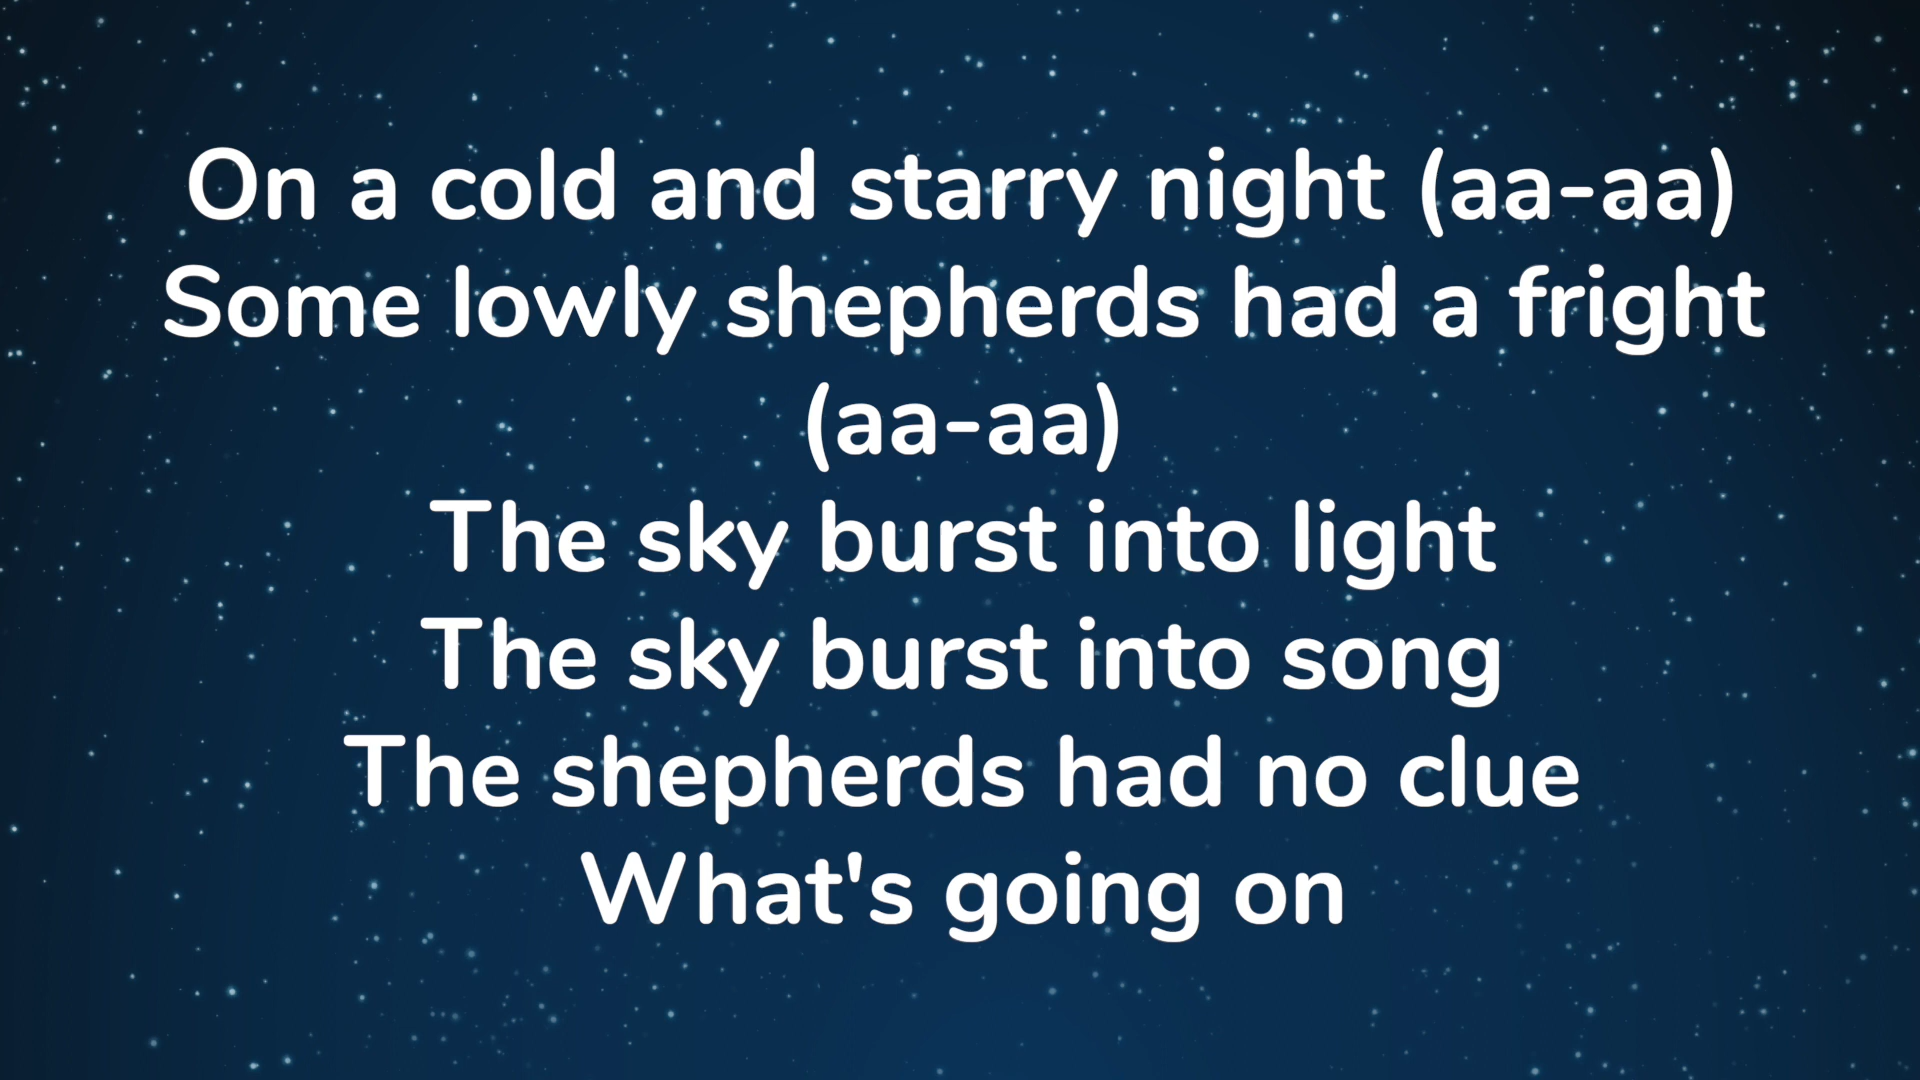 On a cold and starry night (aa-aa)
Some lowly shepherds had a fright
(aa-aa)
The sky burst into light
The sky burst into song
The shepherds had no clue
What's going on